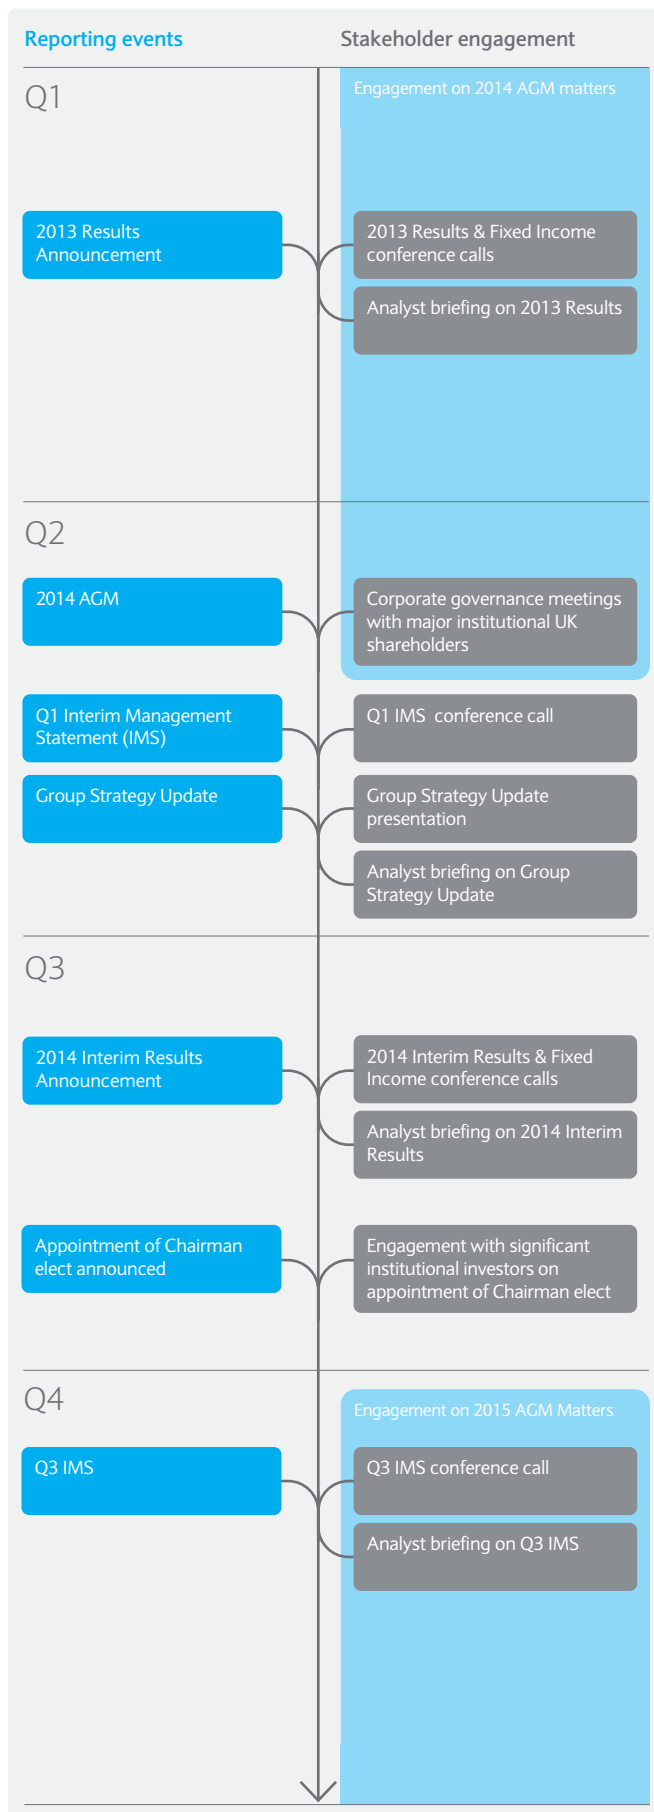 Reporting events
Stakeholder engagement
Q1
Engagement on 2014 AGM matters
2013 Results
Announcement
2013 Results & Fixed Income
conference calls
Analyst briefing on 2013 Results
Q2
2014 AGM
Corporate governance meetings
with major institutional UK
shareholders
Q1 Interim Management
Statement (IMS)
Q1 IMS conference call
Group Strategy Update
Group Strategy Update
presentation
Analyst briefing on Group
Strategy Update
Q3
2014 Interim Results
Announcement
2014 Interim Results & Fixed
Income conference calls
Analyst briefing on 2014 Interim
Results
Appointment of Chairman
elect announced
Engagement with significant
institutional investors on
appointment of Chairman elect
Q4
Engagement on 2015 AGM Matters
Q3 IMS
Q3 IMS conference call
Analyst briefing on Q3 IMS